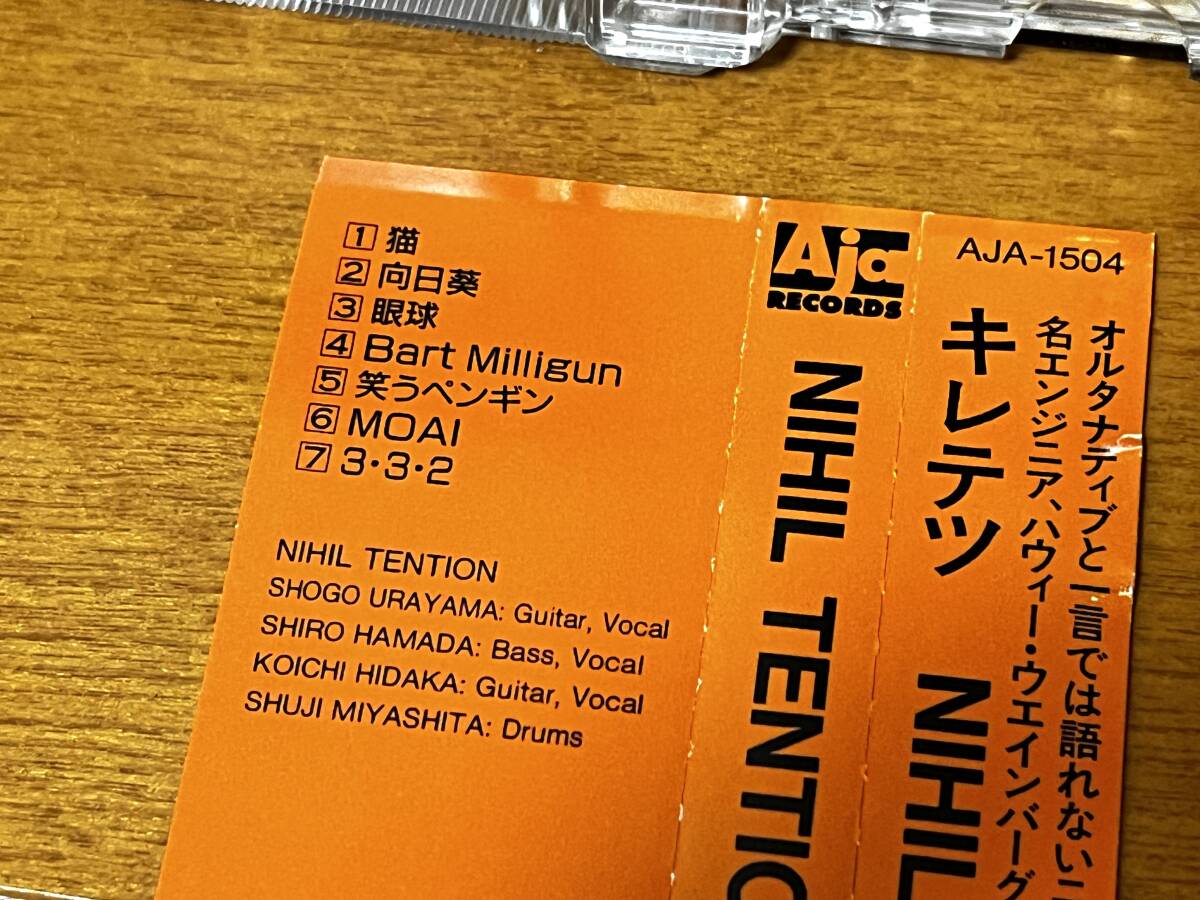 1 猫
2 向日葵
3 眼球
4 Bart Milligun
5 笑うペンギン
6 MOAI
7 3・3・2
NIHIL TENTION
SHOGO URAYAMA: Guitar, Vocal
SHIRO HAMADA: Bass, Vocal
KOICHI HIDAKA: Guitar, Vocal
SHUJI MIYASHITA: Drums
Aja
RECORDS
NIHIL TENTIO
AJA-1504
オルタナティブと一言では語れない
名エンジニア、ハウィー・ウエインバーグ
キレテツ NIHIL